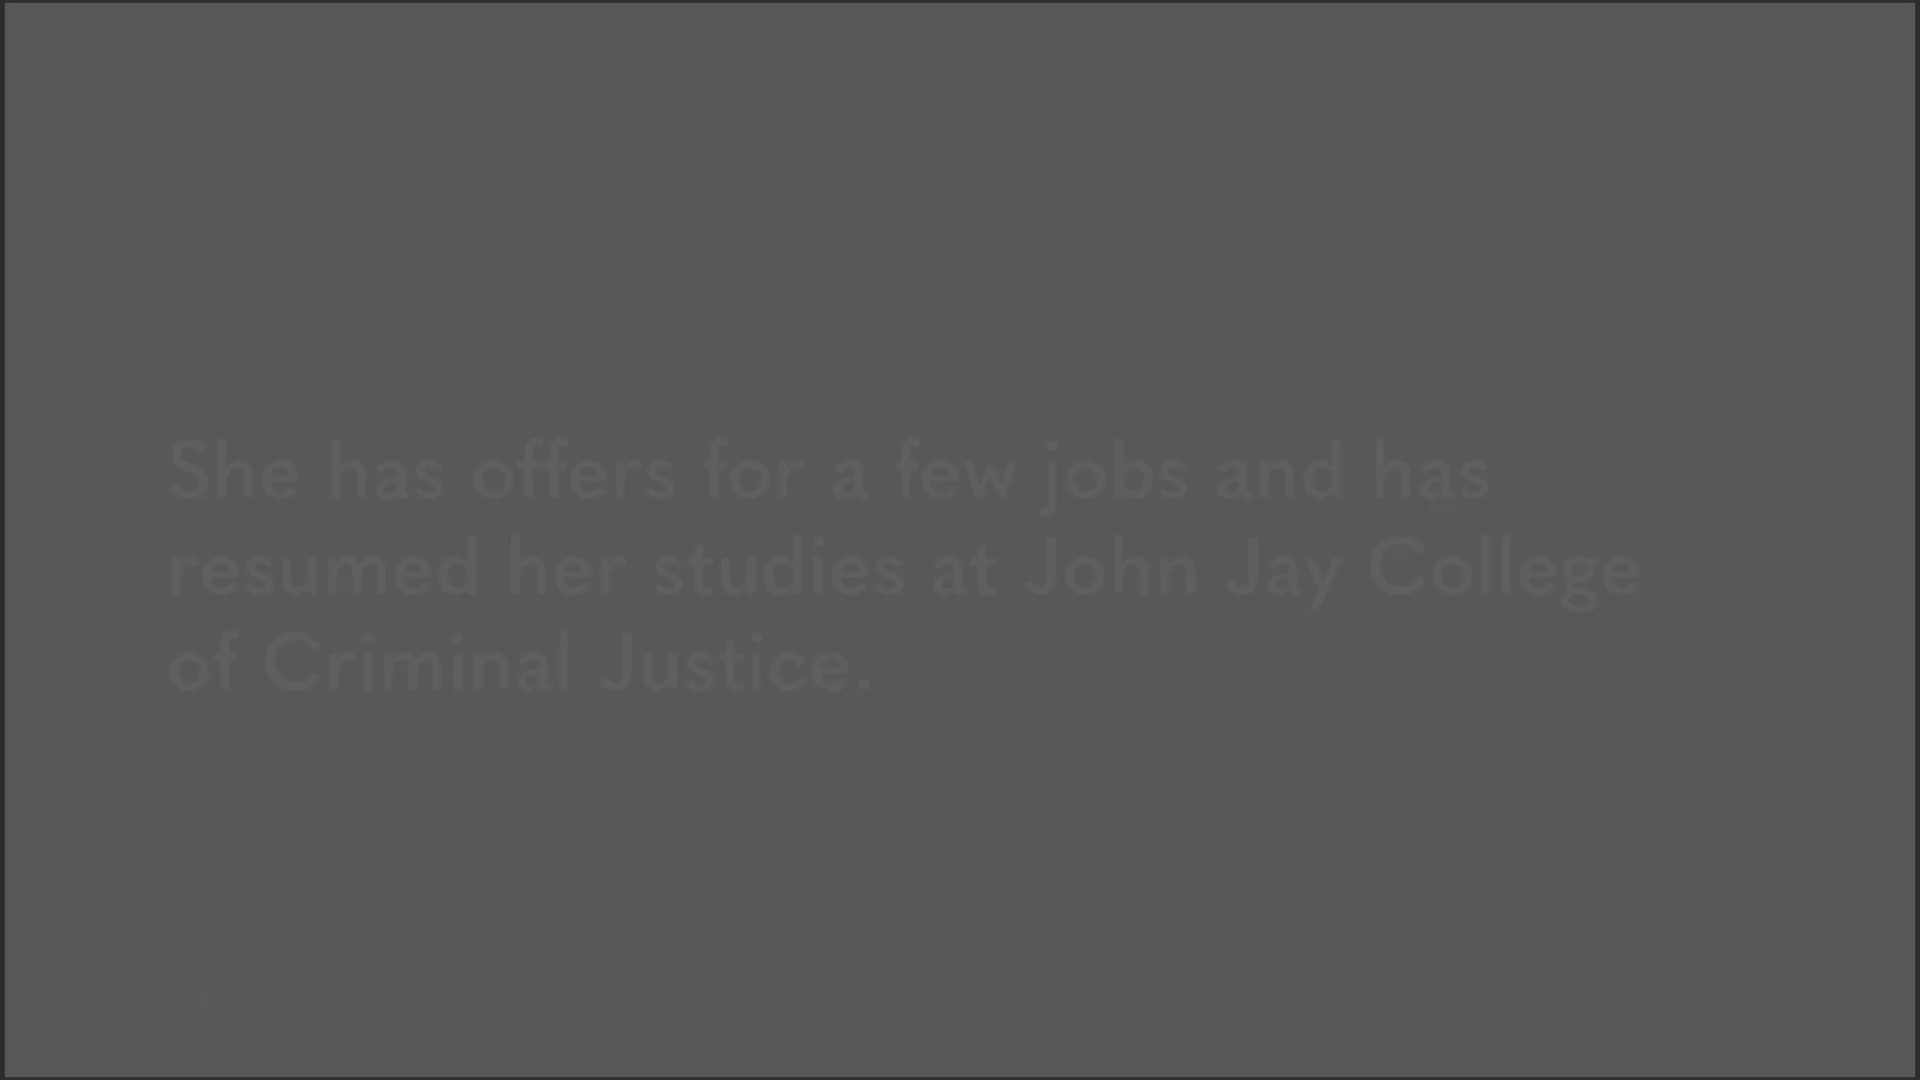 She has offers for a few jobs and has
resumed her studies at John Jay College
of Criminal Justice.